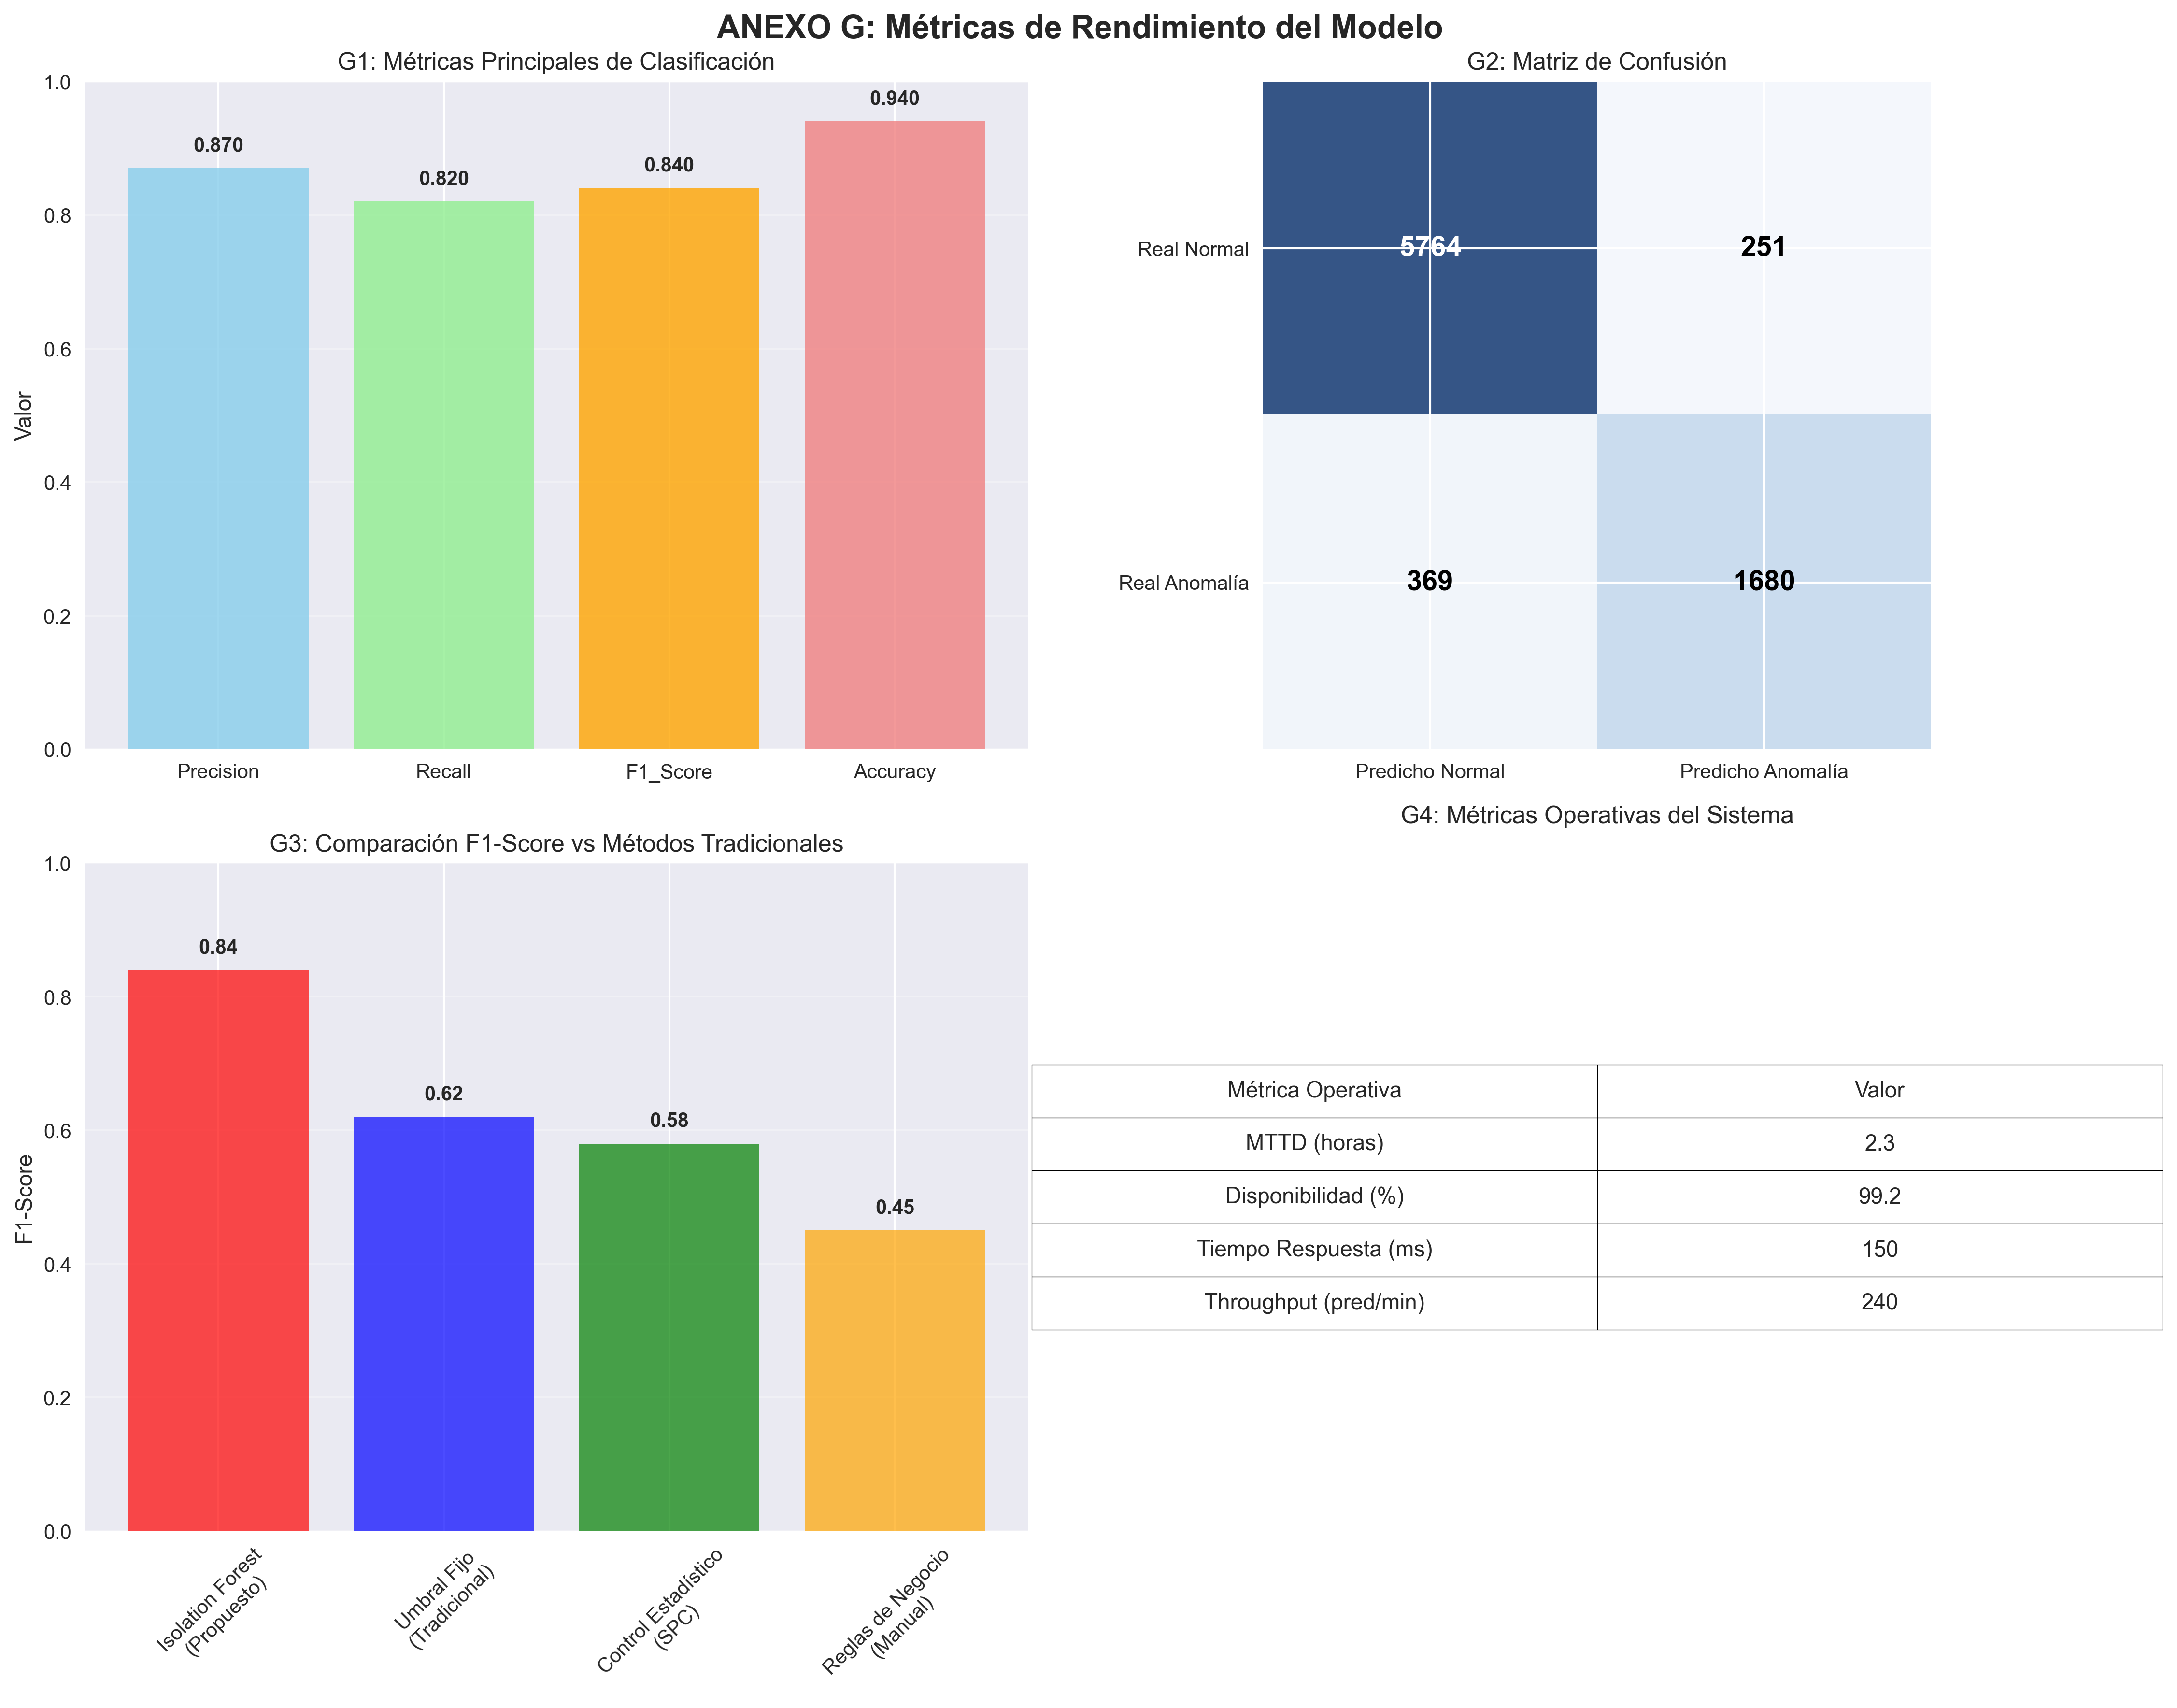 ANEXO G: Métricas de Rendimiento del Modelo
G1: Métricas Principales de Clasificación
Valor
1.0
0.8
0.6
0.4
0.2
0.0
0.870
0.820
0.840
0.940
Precision
Recall
F1_Score
Accuracy
G2: Matriz de Confusión
Real Normal
5764
251
Real Anomalía
369
1680
Predicho Normal
Predicho Anomalía
G3: Comparación F1-Score vs Métodos Tradicionales
F1-Score
1.0
0.8
0.6
0.4
0.2
0.0
0.84
0.62
0.58
0.45
Isolation Forest
(Propuesto)
Umbral Fijo
(Tradicional)
Control Estadístico
(SPC)
Reglas de Negocio
(Manual)
G4: Métricas Operativas del Sistema
Métrica Operativa Valor
MTTD (horas) 2.3
Disponibilidad (%) 99.2
Tiempo Respuesta (ms) 150
Throughput (pred/min) 240